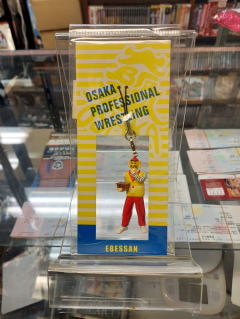 OSAKA
PROFESSIONAL
WRESTLING
EBESSAN